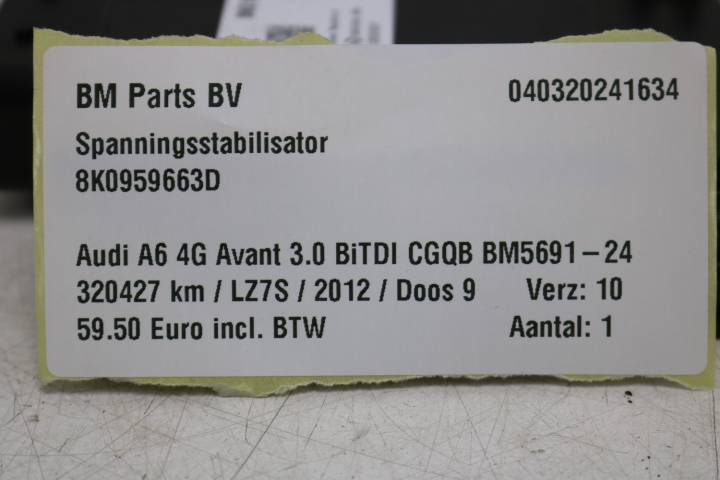 BM Parts BV 040320241634
Spanningsstabilisator
8K0959663D
Audi A6 4G Avant 3.0 BiTDI CGQB BM5691-24
320427 km / LZ7S / 2012 / Doos 9 Verz: 10
59.50 Euro incl. BTW Aantal: 1